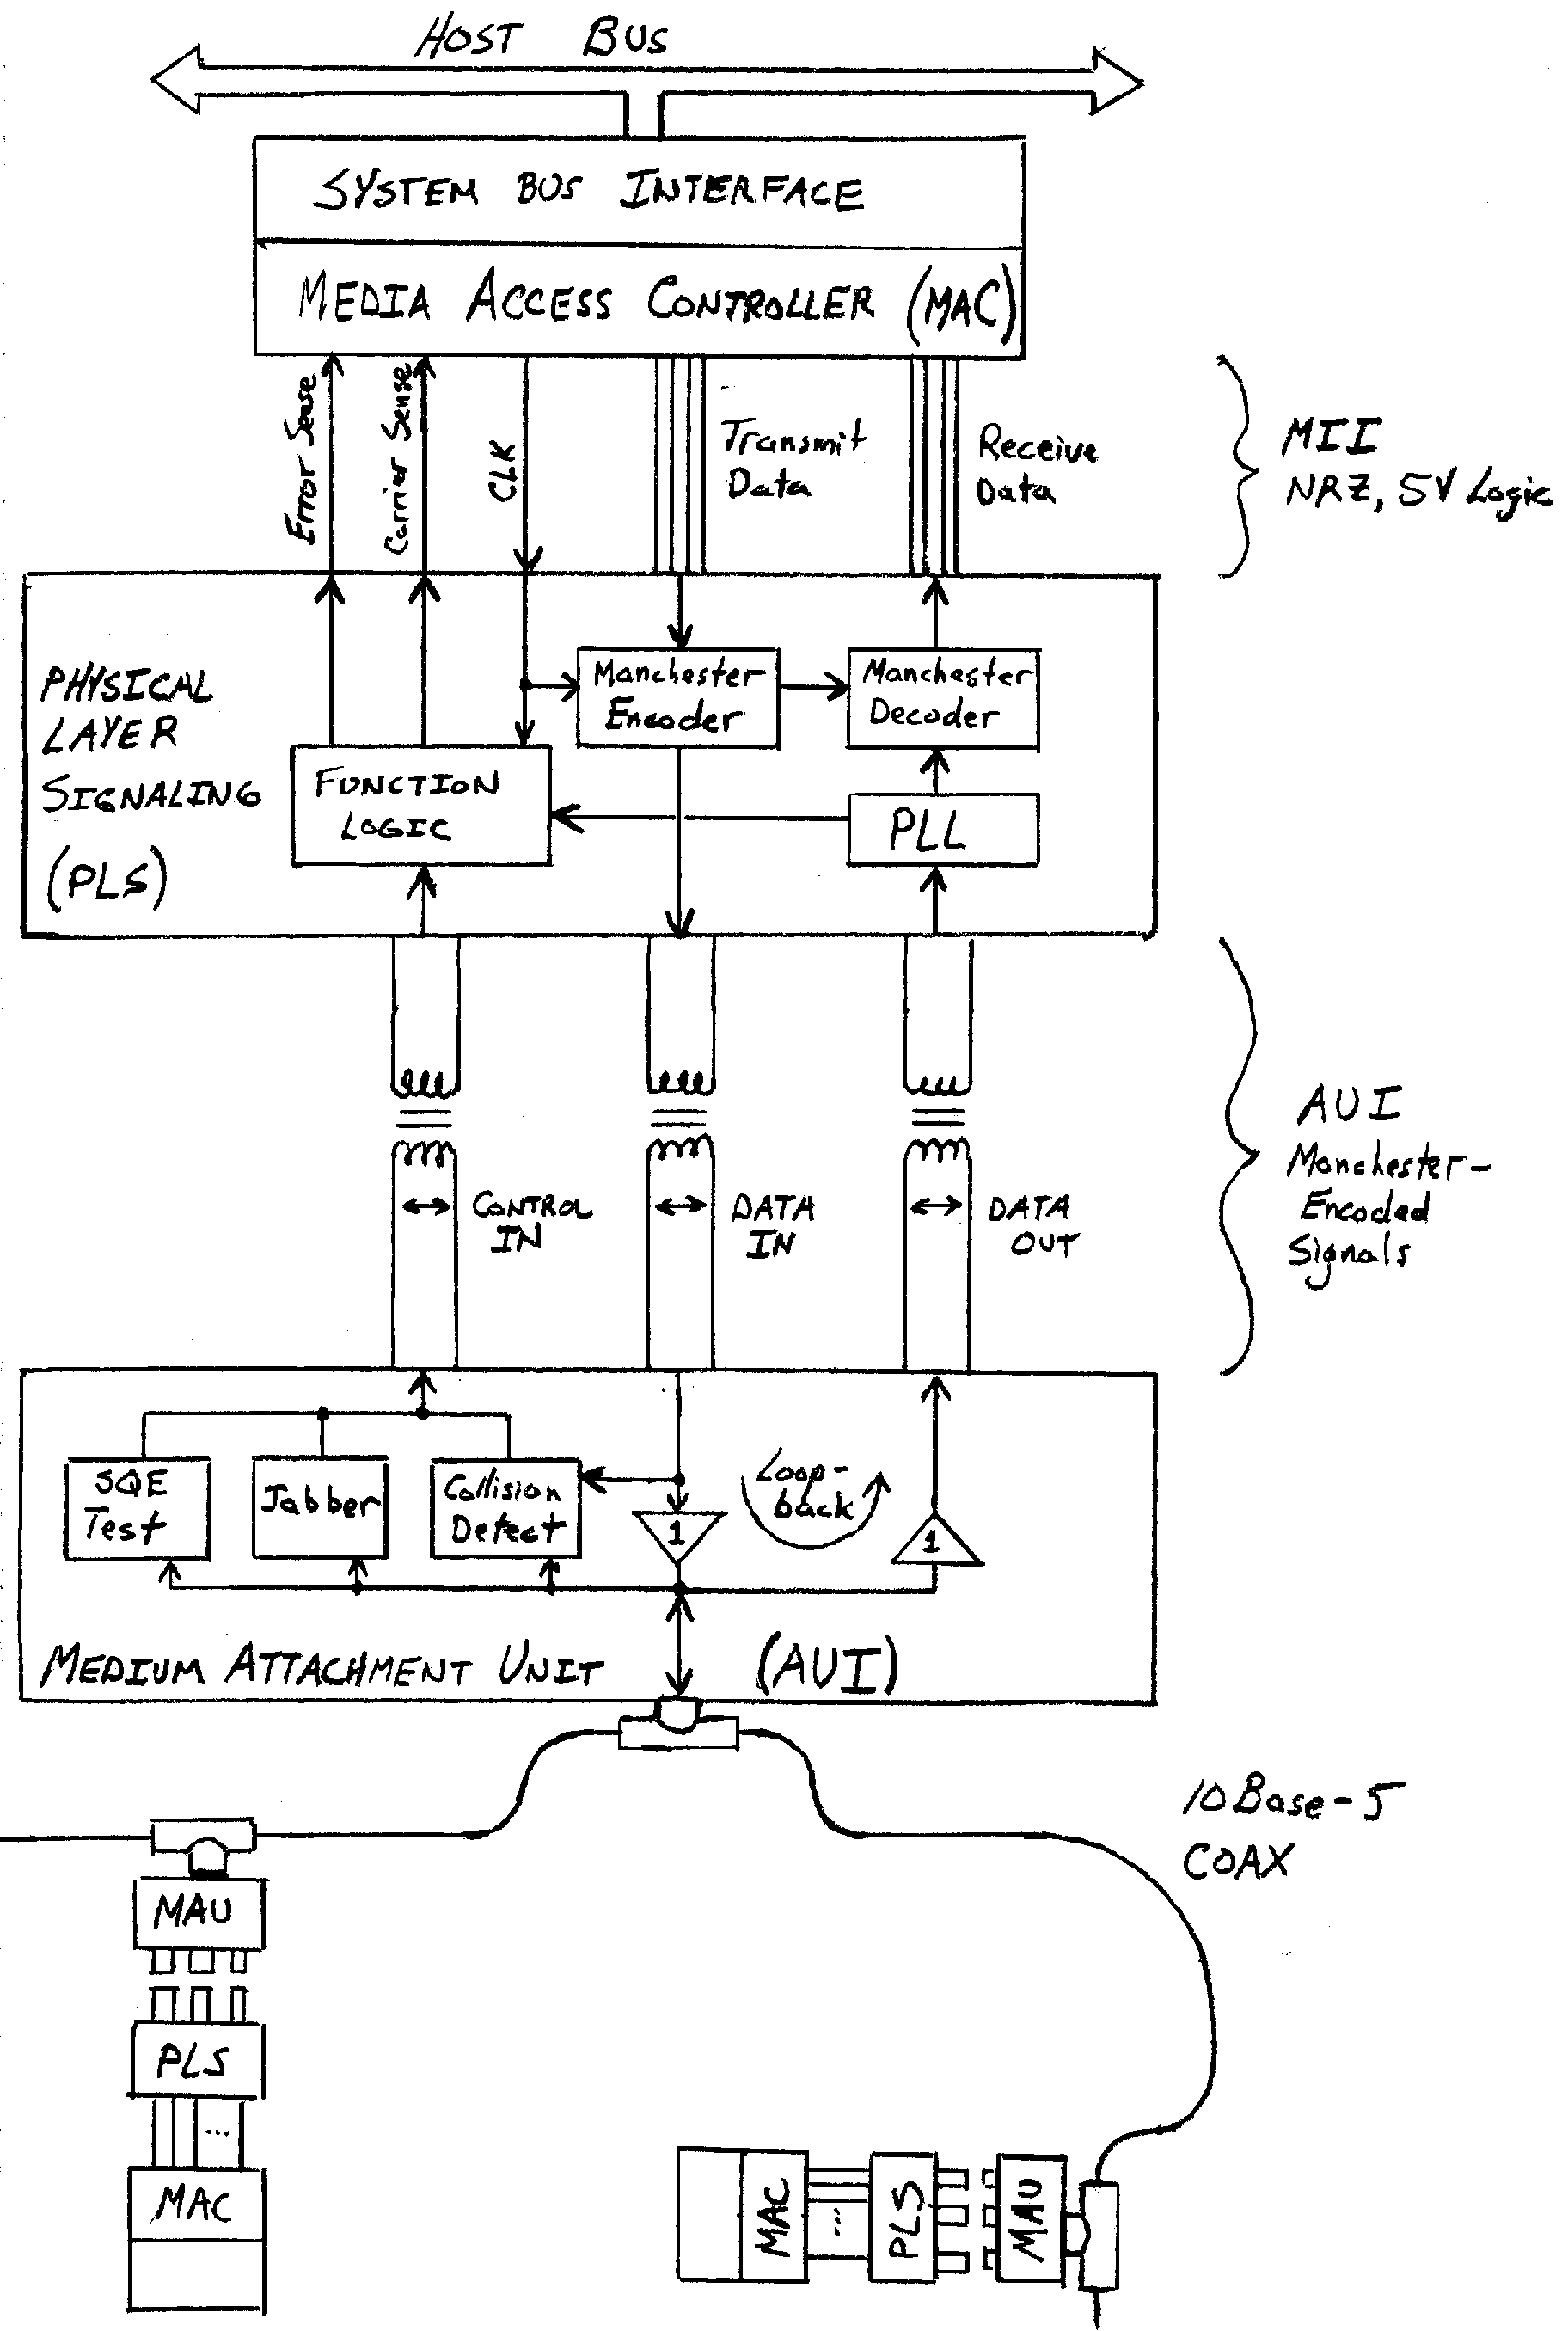 HOST BUS
SYSTEM BUS INTERFACE
MEDIA ACCESS CONTROLLER (MAC)
Error Sense
Carrier Sense
CLK
Transmit
Data
Receive
Data
MII
NRZ, 5V Logic
PHYSICAL
LAYER
SIGNALING
(PLS)
Manchester
Encoder
Manchester
Decoder
FUNCTION
LOGIC
PLL
CONTROL
IN
DATA
IN
DATA
OUT
AUI
Manchester-
Encoded
Signals
SQE
Test
Jabber
Collision
Detect
1
Loop-
back
1
MEDIUM ATTACHMENT UNIT (AUI)
10Base-5
COAX
MAU
PLS
...
MAC
MAC
...
PLS
MAU